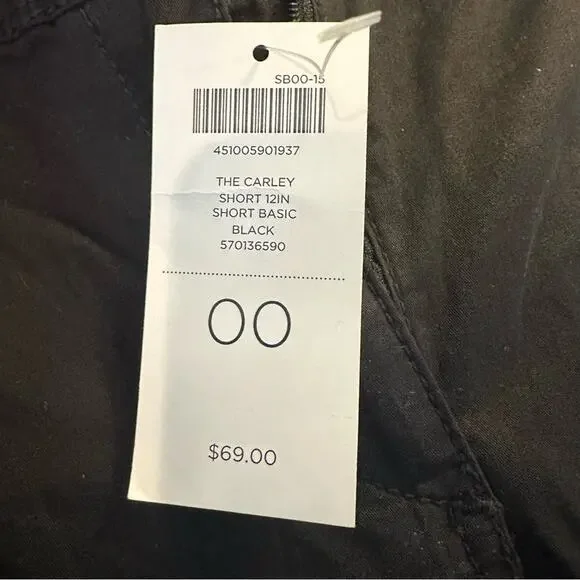 SB00-15
451005901937
THE CARLEY
SHORT 12IN
SHORT BASIC
BLACK
570136590
00
$69.00